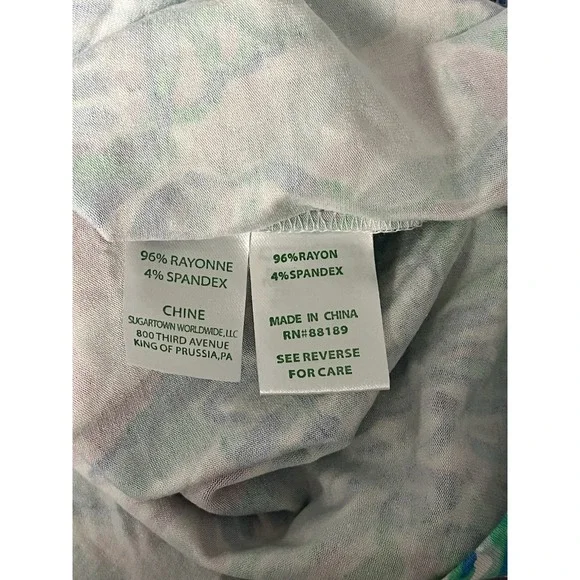 96% RAYONNE
4% SPANDEX
CHINE
SUGARTOWN WORLDWIDE, LLC
800 THIRD AVENUE
KING OF PRUSSIA, PA
96%RAYON
4%SPANDEX
MADE IN CHINA
RN#88189
SEE REVERSE
FOR CARE